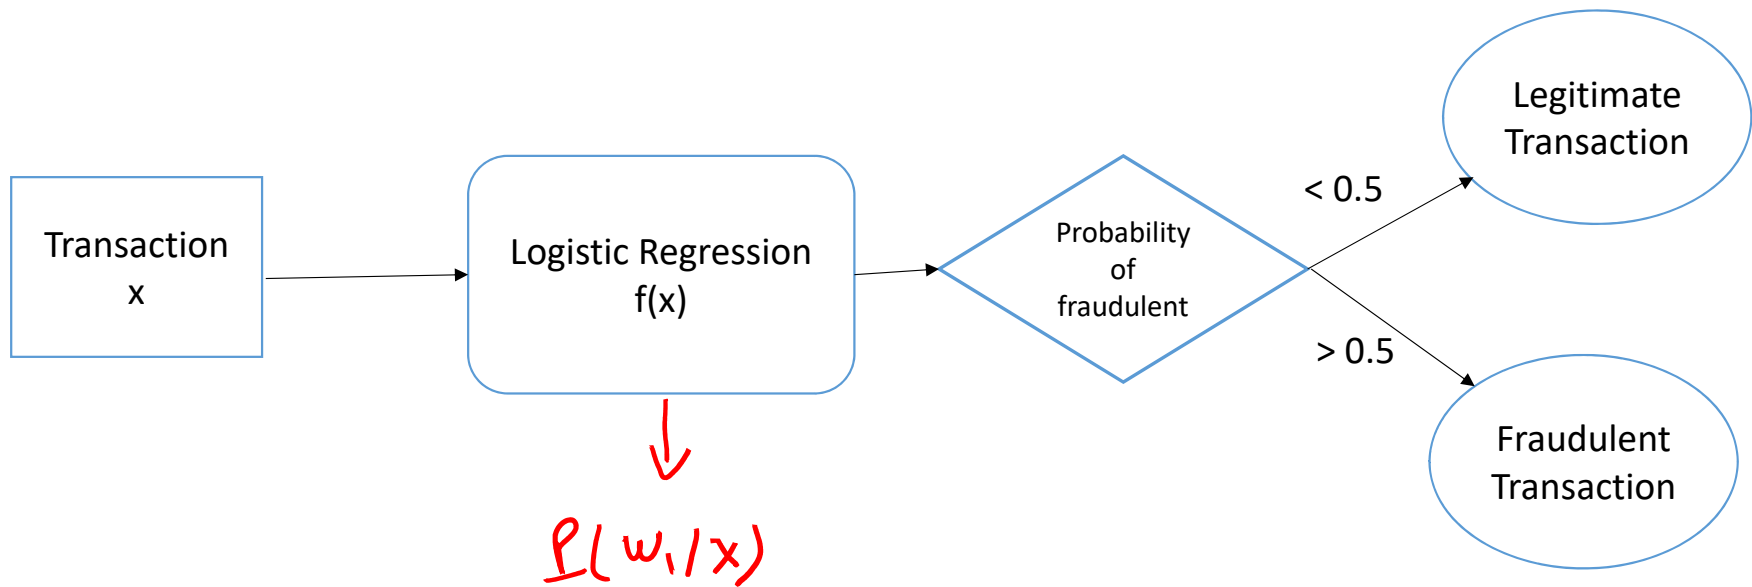 Transaction
x
Logistic Regression
f(x)
Probability
of
fraudulent
< 0.5
> 0.5
Legitimate
Transaction
Fraudulent
Transaction
P(w₁/x)